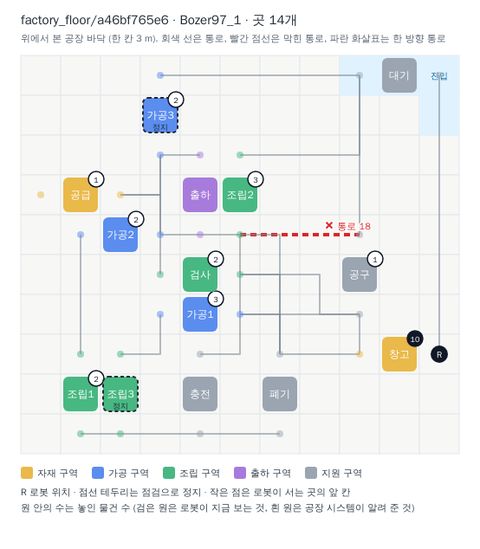 factory_floor/a46bf765e6 · Bozer97_1 · 곳 14개
위에서 본 공장 바닥 (한 칸 3 m). 회색 선은 통로, 빨간 점선은 막힌 통로, 파란 화살표는 한 방향 통로
대기
진입
2
가공3
정지
1
공급
출하
3
조립2
2
가공2
✕ 통로 18
2
검사
1
공구
3
가공1
10
창고
R
2
조립1
조립3
정지
충전
폐기
자재 구역 가공 구역 조립 구역 출하 구역 지원 구역
R 로봇 위치 · 점선 테두리는 점검으로 정지 · 작은 점은 로봇이 서는 곳의 앞 칸
원 안의 수는 놓인 물건 수 (검은 원은 로봇이 지금 보는 것, 흰 원은 공장 시스템이 알려 준 것)